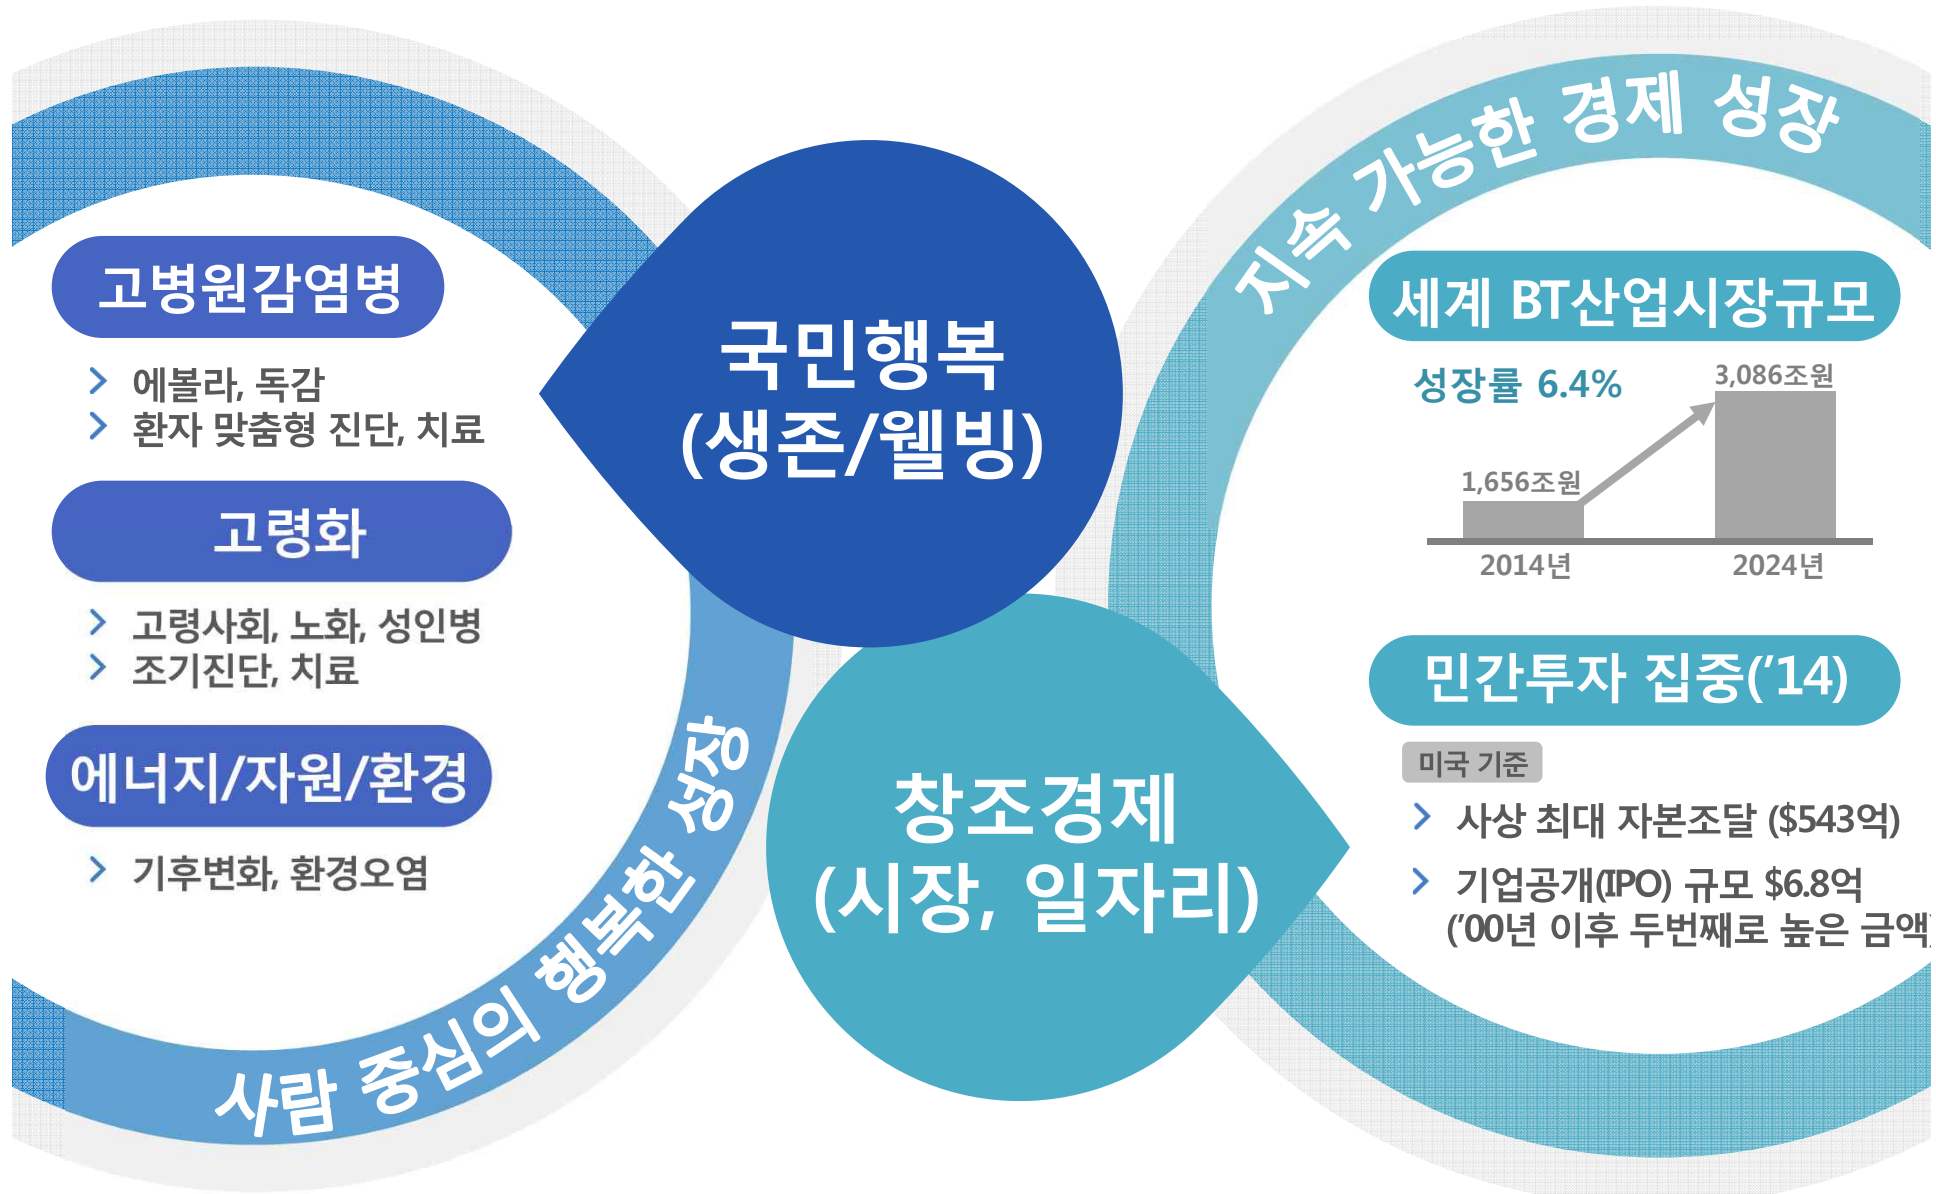 고병원감염병
에볼라, 독감
환자 맞춤형 진단, 치료
고령화
고령사회, 노화, 성인병
조기진단, 치료
에너지/자원/환경
기후변화, 환경오염
사람 중심의 행복한 성장
국민행복
(생존/웰빙)
창조경제
(시장, 일자리)
지속 가능한 경제 성장
세계 BT산업시장규모
성장률 6.4%
3,086조원
1,656조원
2014년
2024년
민간투자 집중(’14)
미국 기준
사상 최대 자본조달 ($543억)
기업공개(IPO) 규모 $6.8억
(’00년 이후 두번째로 높은 금액)